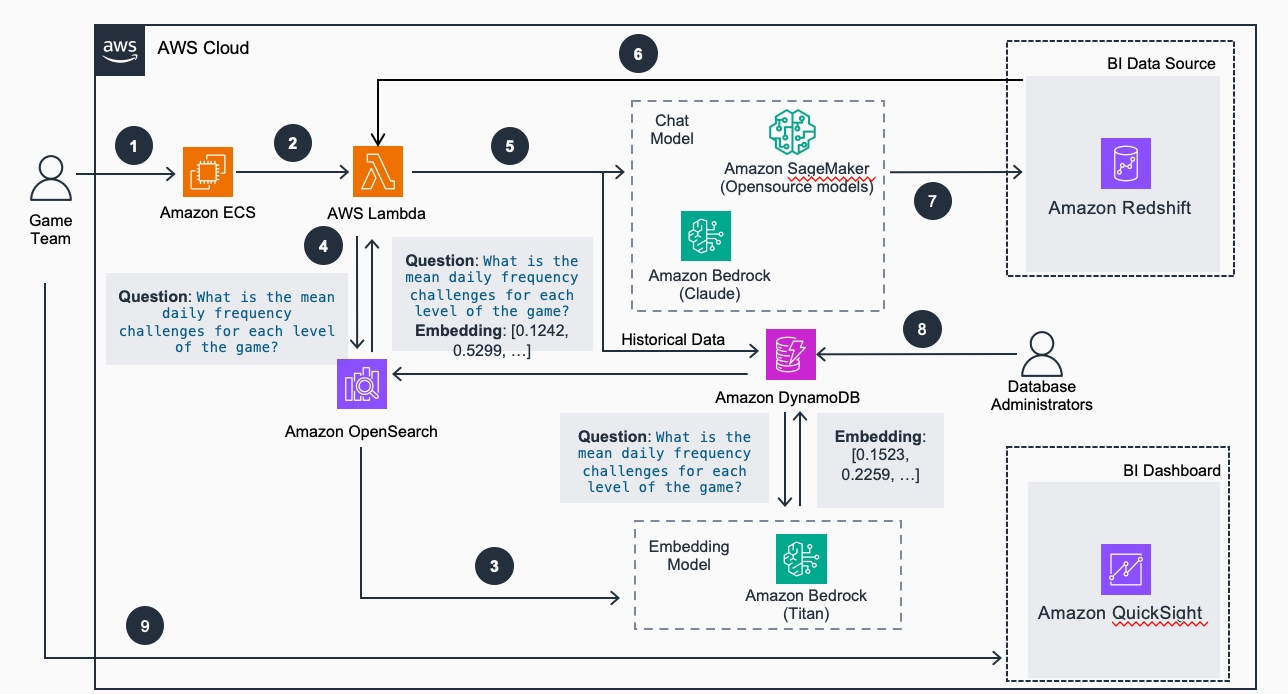 aws
AWS Cloud
6
BI Data Source
1
2
5
Chat
Model
Amazon SageMaker
(Opensource models)
7
Amazon Redshift
Game
Team
Amazon ECS
AWS Lambda
4
Amazon Bedrock
(Claude)
Question: What is the
mean daily frequency
challenges for each
level of the game?
Embedding: [0.1242,
0.5299, …]
Question: What is the mean
daily frequency
challenges for each level
of the game?
Historical Data
8
Amazon DynamoDB
Database
Administrators
Amazon OpenSearch
Question: What is the
mean daily frequency
challenges for each
level of the game?
Embedding:
[0.1523,
0.2259, …]
BI Dashboard
3
Embedding
Model
Amazon Bedrock
(Titan)
Amazon QuickSight
9